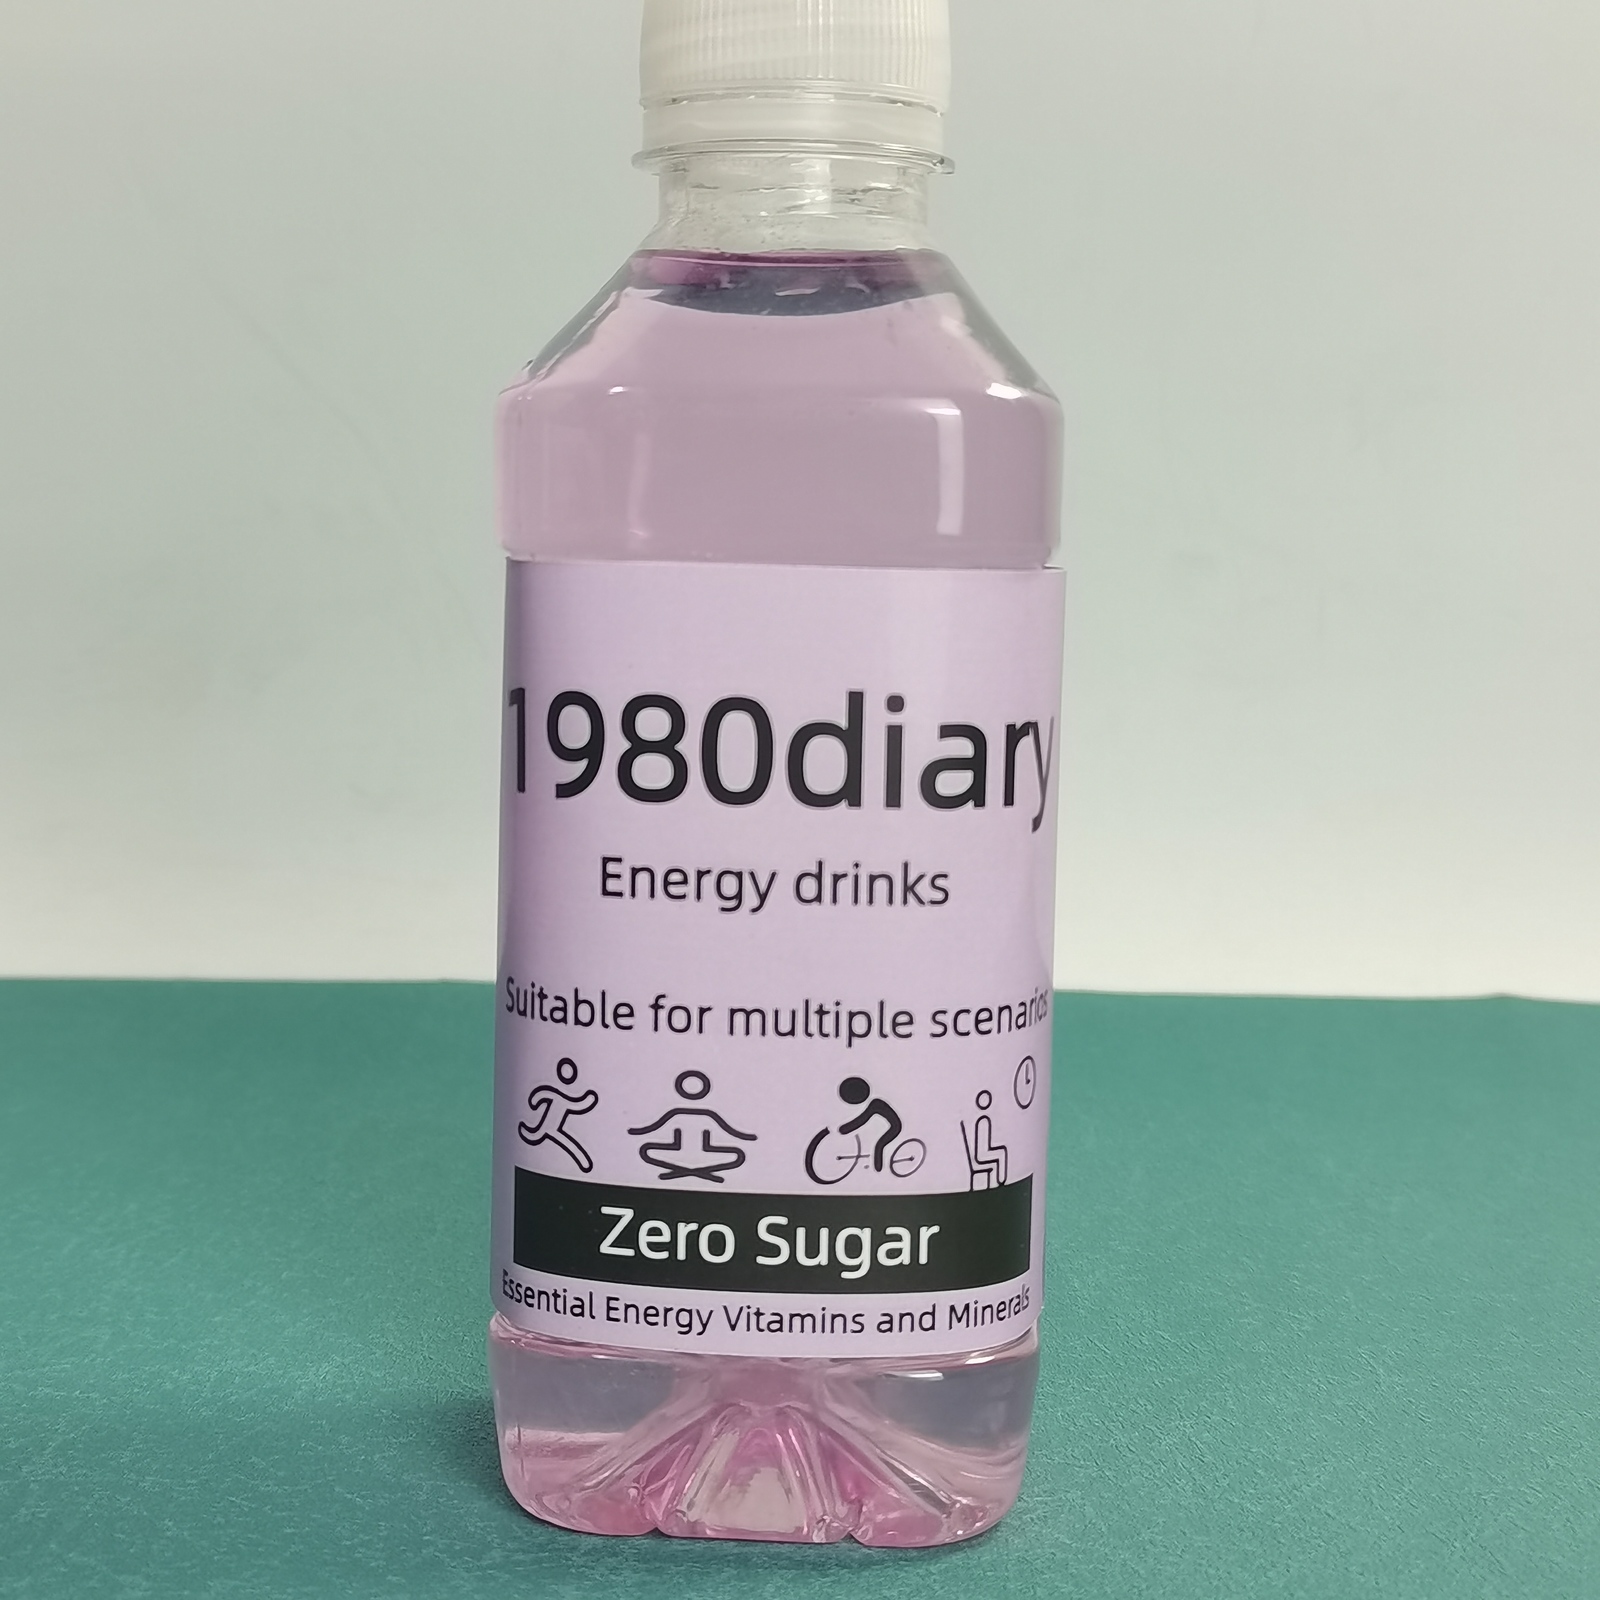 1980diary
Energy drinks
Suitable for multiple scenarios
Zero Sugar
Essential Energy Vitamins and Minerals